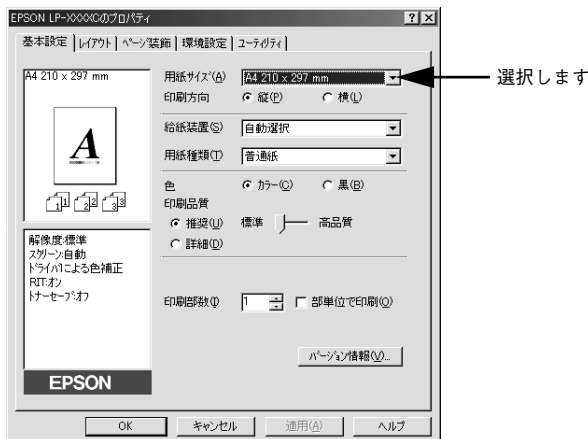 EPSON LP-XXXXCのプロパティ
基本設定 レイアウト ページ装飾 環境設定 ユーティリティ
A4 210 x 297 mm
用紙サイズ(A) A4 210 x 297 mm
選択します
印刷方向 縦(P) 横(L)
給紙装置(S) 自動選択
A
用紙種類(T) 普通紙
色 カラー(C) 黒(B)
1 1 2 2 3 3
印刷品質
推奨(U) 標準 高品質
詳細(D)
解像度:標準
スクリーン:自動
ドライバによる色補正
RIT:オン
トナーセーブ:オフ
印刷部数(I) 1 部単位で印刷(O)
バージョン情報(V)...
EPSON
OK キャンセル 適用(A) ヘルプ